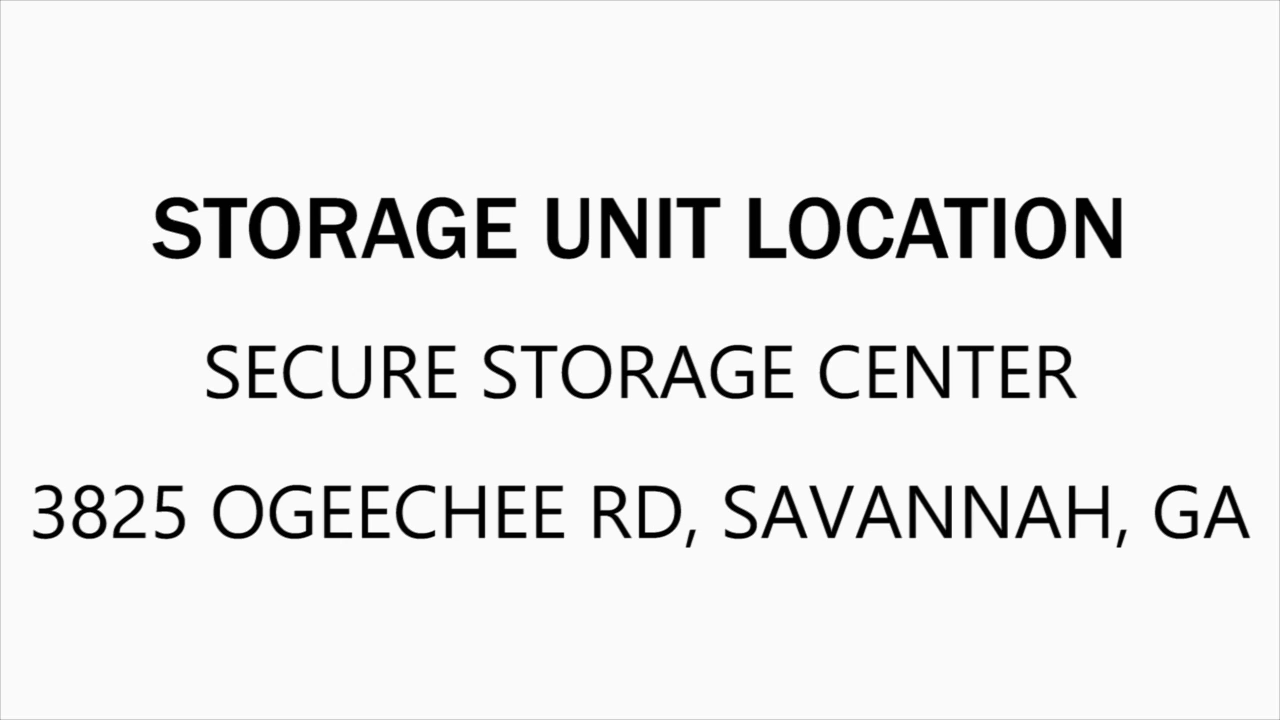 STORAGE UNIT LOCATION
SECURE STORAGE CENTER
3825 OGEECHEE RD, SAVANNAH, GA